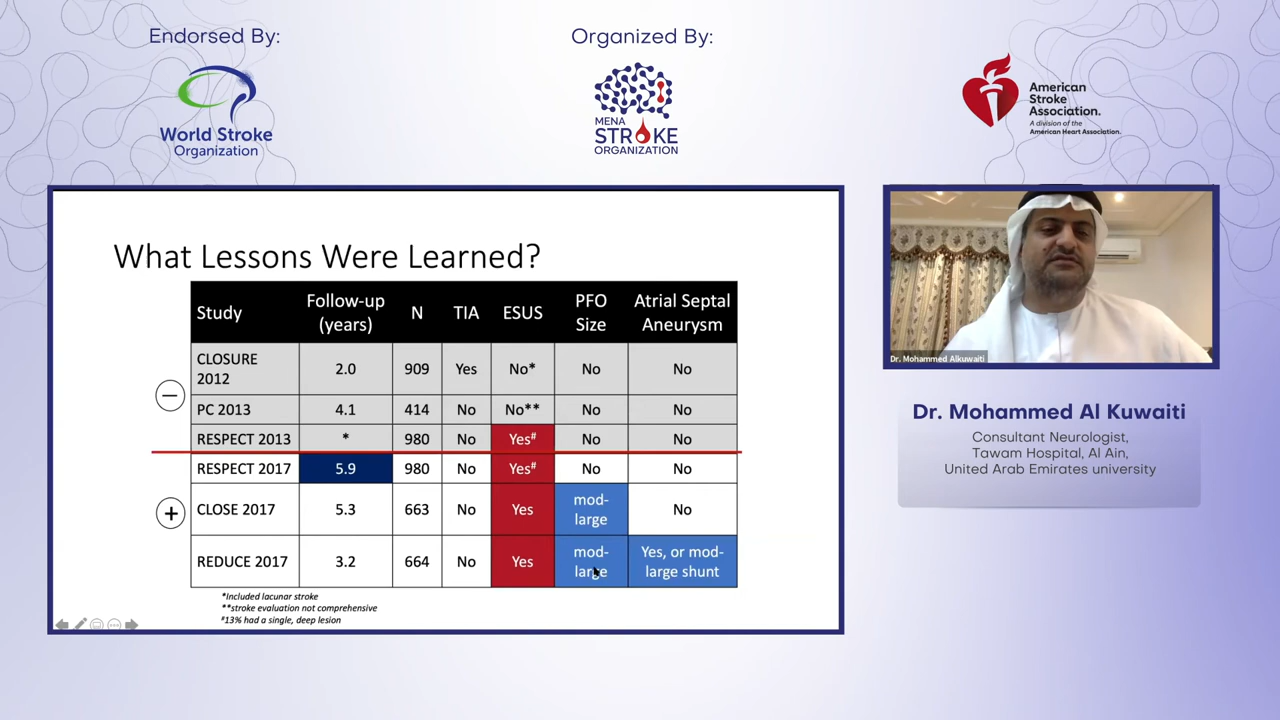 Endorsed By:
Organized By:
World Stroke
Organization
MENA
STROKE
ORGANIZATION
American
Stroke
Association.
A division of the
American Heart Association.
What Lessons Were Learned?
Study Follow-up (years) N TIA ESUS PFO Size Atrial Septal Aneurysm
CLOSURE 2012 2.0 909 Yes No* No No
PC 2013 4.1 414 No No** No No
RESPECT 2013 * 980 No Yes# No No
RESPECT 2017 5.9 980 No Yes# No No
CLOSE 2017 5.3 663 No Yes mod-large No
REDUCE 2017 3.2 664 No Yes mod-large Yes, or mod-large shunt
*Included lacunar stroke
**stroke evaluation not comprehensive
#13% had a single, deep lesion
Dr. Mohammed Alkuwaiti
Dr. Mohammed Al Kuwaiti
Consultant Neurologist,
Tawam Hospital, Al Ain,
United Arab Emirates university